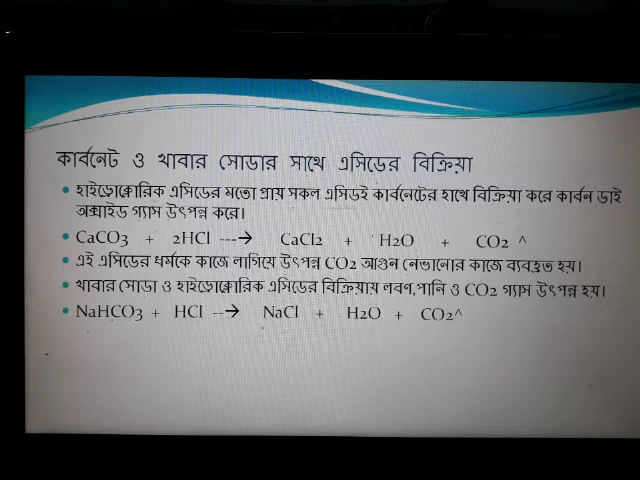 কার্বনেট ও খাবার সোডার সাথে এসিডের বিক্রিয়া
• হাইড্রোক্লোরিক এসিডের মতো প্রায় সকল এসিডই কার্বনেটের হাথে বিক্রিয়া করে কার্বন ডাই
অক্সাইড গ্যাস উৎপন্ন করে।
• CaCO3 + 2HCl ---→ CaCl2 + H2O + CO2 ^
• এই এসিডের ধর্মকে কাজে লাগিয়ে উৎপন্ন CO2 আগুন নেভানোর কাজে ব্যবহৃত হয়।
• খাবার সোডা ও হাইড্রোক্লোরিক এসিডের বিক্রিয়ায় লবণ,পানি ও CO2 গ্যাস উৎপন্ন হয়।
• NaHCO3 + HCl --→ NaCl + H2O + CO2^